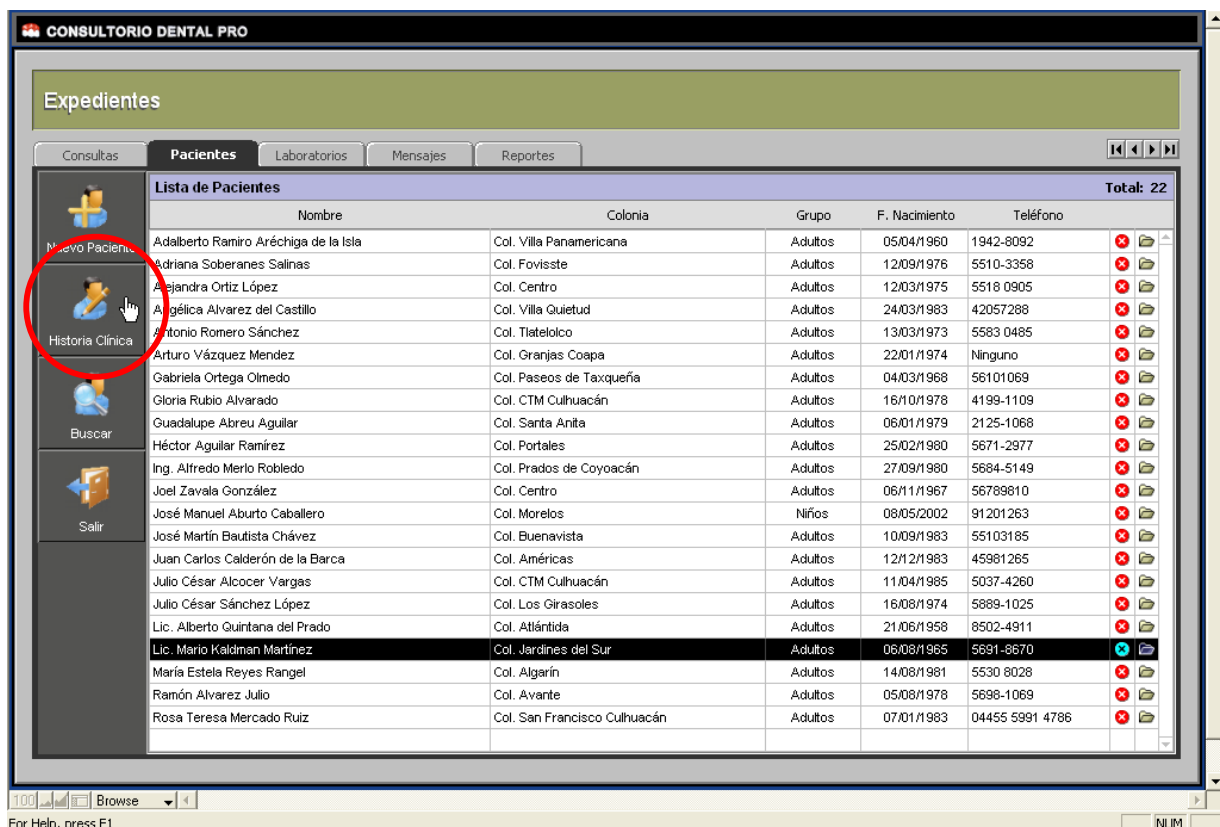 CONSULTORIO DENTAL PRO
Expedientes
Consultas Pacientes Laboratorios Mensajes Reportes
Lista de Pacientes Total: 22
Nombre Colonia Grupo F. Nacimiento Teléfono
Nuevo Paciente
Historia Clínica
Buscar
Salir
Adalberto Ramiro Aréchiga de la Isla Col. Villa Panamericana Adultos 05/04/1960 1942-8092
Adriana Soberanes Salinas Col. Fovisste Adultos 12/09/1976 5510-3358
Alejandra Ortiz López Col. Centro Adultos 12/03/1975 5518 0905
Angélica Alvarez del Castillo Col. Villa Quietud Adultos 24/03/1983 42057288
Antonio Romero Sánchez Col. Tlatelolco Adultos 13/03/1973 5583 0485
Arturo Vázquez Mendez Col. Granjas Coapa Adultos 22/01/1974 Ninguno
Gabriela Ortega Olmedo Col. Paseos de Taxqueña Adultos 04/03/1968 56101069
Gloria Rubio Alvarado Col. CTM Culhuacán Adultos 16/10/1978 4199-1109
Guadalupe Abreu Aguilar Col. Santa Anita Adultos 06/01/1979 2125-1068
Héctor Aguilar Ramírez Col. Portales Adultos 25/02/1980 5671-2977
Ing. Alfredo Merlo Robledo Col. Prados de Coyoacán Adultos 27/09/1980 5684-5149
Joel Zavala González Col. Centro Adultos 06/11/1967 56789810
José Manuel Aburto Caballero Col. Morelos Niños 08/05/2002 91201263
José Martín Bautista Chávez Col. Buenavista Adultos 10/09/1983 55103185
Juan Carlos Calderón de la Barca Col. Américas Adultos 12/12/1983 45981265
Julio César Alcocer Vargas Col. CTM Culhuacán Adultos 11/04/1985 5037-4260
Julio César Sánchez López Col. Los Girasoles Adultos 16/08/1974 5889-1025
Lic. Alberto Quintana del Prado Col. Atlántida Adultos 21/06/1958 8502-4911
Lic. Mario Kaldman Martínez Col. Jardines del Sur Adultos 06/08/1965 5691-8670
María Estela Reyes Rangel Col. Algarín Adultos 14/08/1981 5530 8028
Ramón Alvarez Julio Col. Avante Adultos 05/08/1978 5698-1069
Rosa Teresa Mercado Ruiz Col. San Francisco Culhuacán Adultos 07/01/1983 04455 5991 4786
100 Browse
For Help, press F1 NUM